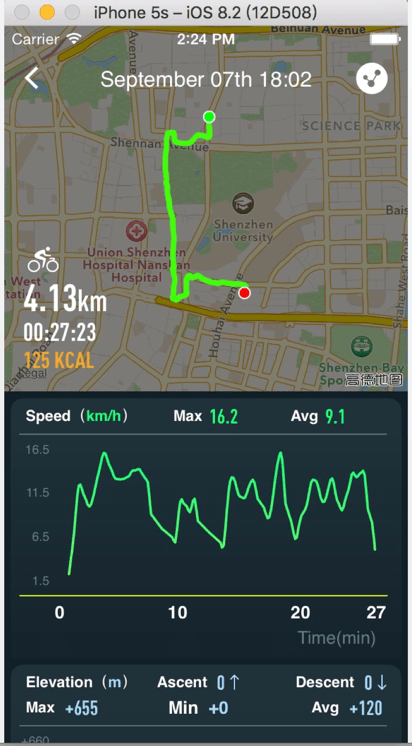 iPhone 5s – iOS 8.2 (12D508)
Carrier 2:24 PM
Beihuan Avenue
September 07th 18:02
SCIENCE PARK
Shennan Avenue
Shenzhen
University
Union Shenzhen
Hospital Nanshan
Hospital
Houhai Avenue
Shahe West Road
4.13km
00:27:23
125 KCAL
Shenzhen Bay
高德地图
Speed (km/h) Max 16.2 Avg 9.1
16.5
11.5
6.5
1.5
0 10 20 27
Time(min)
Elevation (m) Ascent 0↑ Descent 0↓
Max +655 Min +0 Avg +120
+660